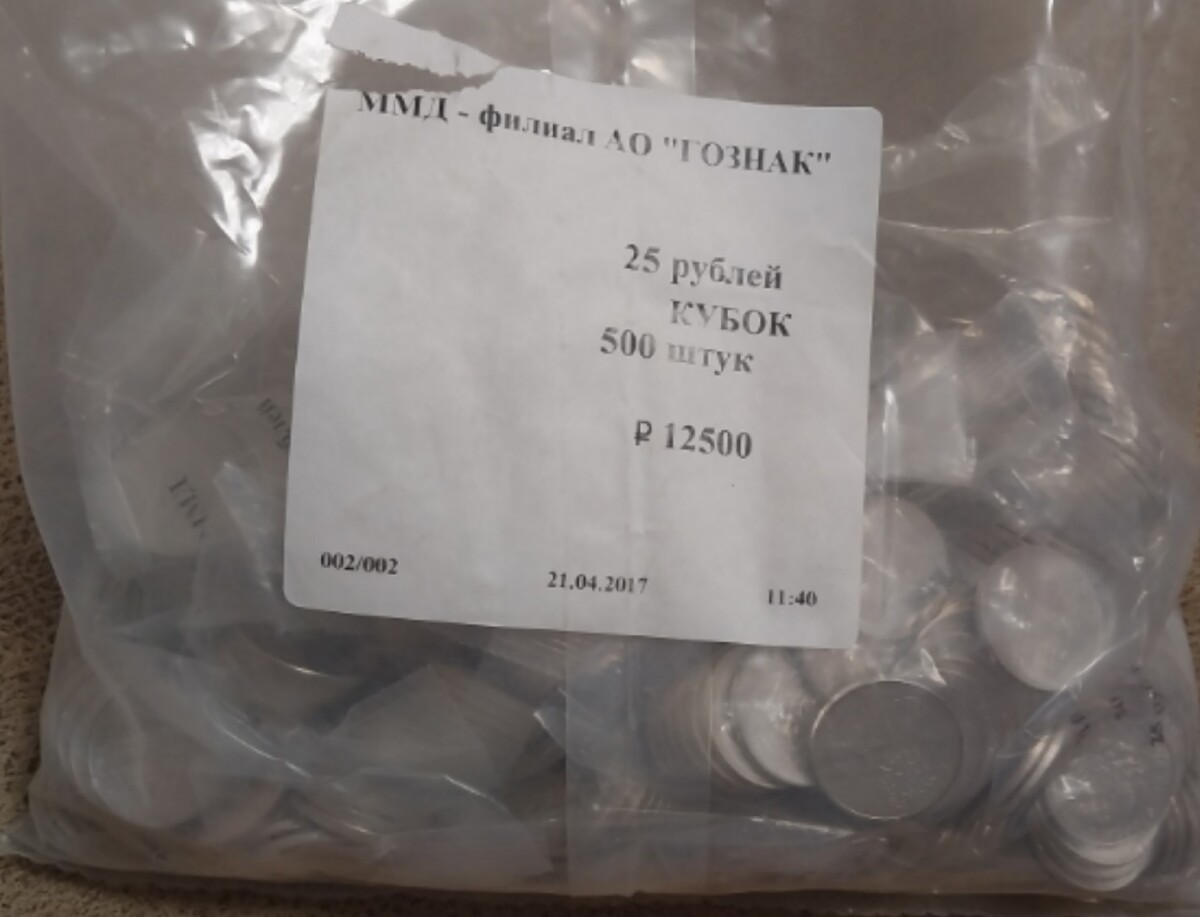 ММД - филиал АО "ГОЗНАК"
25 рублей
КУБОК
500 штук
₽ 12500
002/002 21.04.2017 11:40